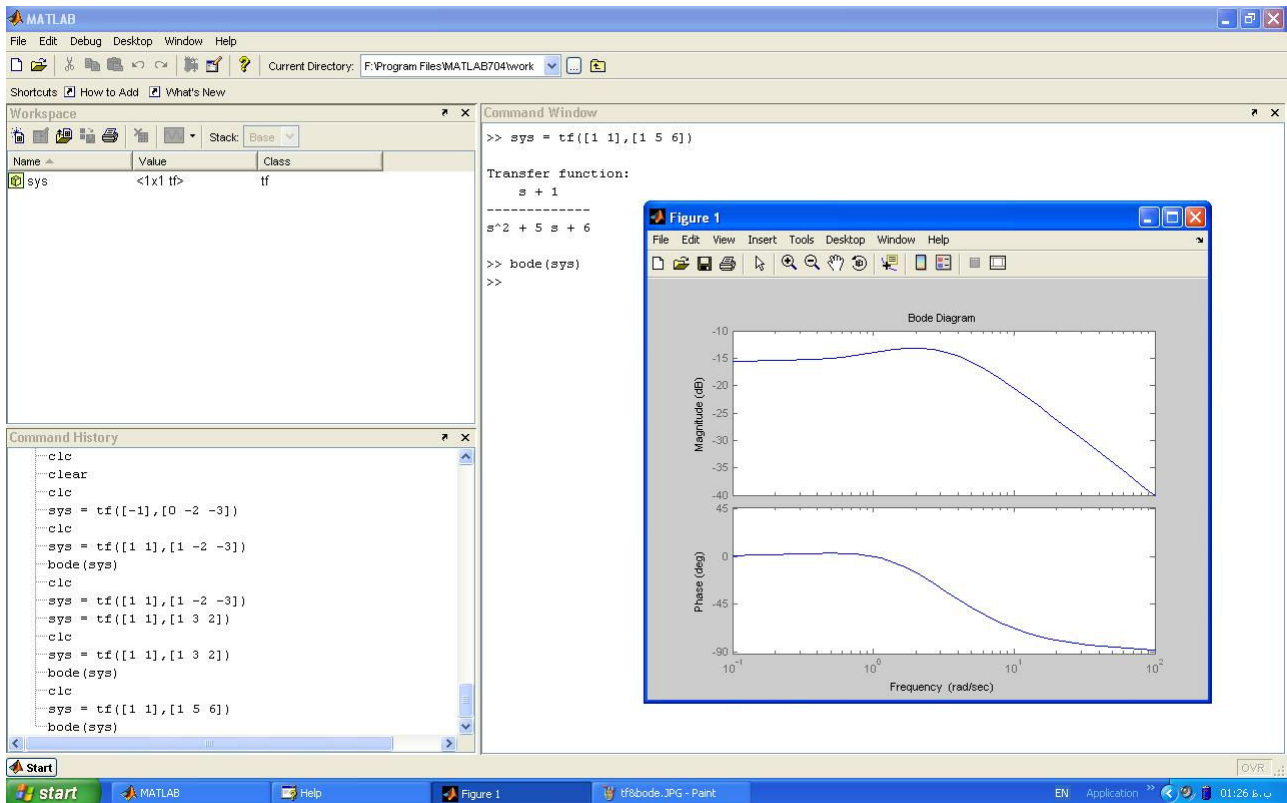 MATLAB
File Edit Debug Desktop Window Help
Current Directory: F:\Program Files\MATLAB704\work
Shortcuts How to Add What's New
Workspace
Stack: Base
Name Value Class
sys <1x1 tf> tf
Command History
clc
clear
clc
sys = tf([-1],[0 -2 -3])
clc
sys = tf([1 1],[1 -2 -3])
bode(sys)
clc
sys = tf([1 1],[1 -2 -3])
sys = tf([1 1],[1 3 2])
clc
sys = tf([1 1],[1 3 2])
bode(sys)
clc
sys = tf([1 1],[1 5 6])
bode(sys)
Command Window
>> sys = tf([1 1],[1 5 6])
Transfer function:
s + 1
-------------
s^2 + 5 s + 6
>> bode(sys)
>>
Figure 1
File Edit View Insert Tools Desktop Window Help
Bode Diagram
Magnitude (dB)
-10
-15
-20
-25
-30
-35
-40
Phase (deg)
45
0
-45
-90
10^-1 10^0 10^1 10^2
Frequency (rad/sec)
Start
OVR
start MATLAB Help Figure 1 tf&bode.JPG - Paint EN Application » 01:26 ب.ظ